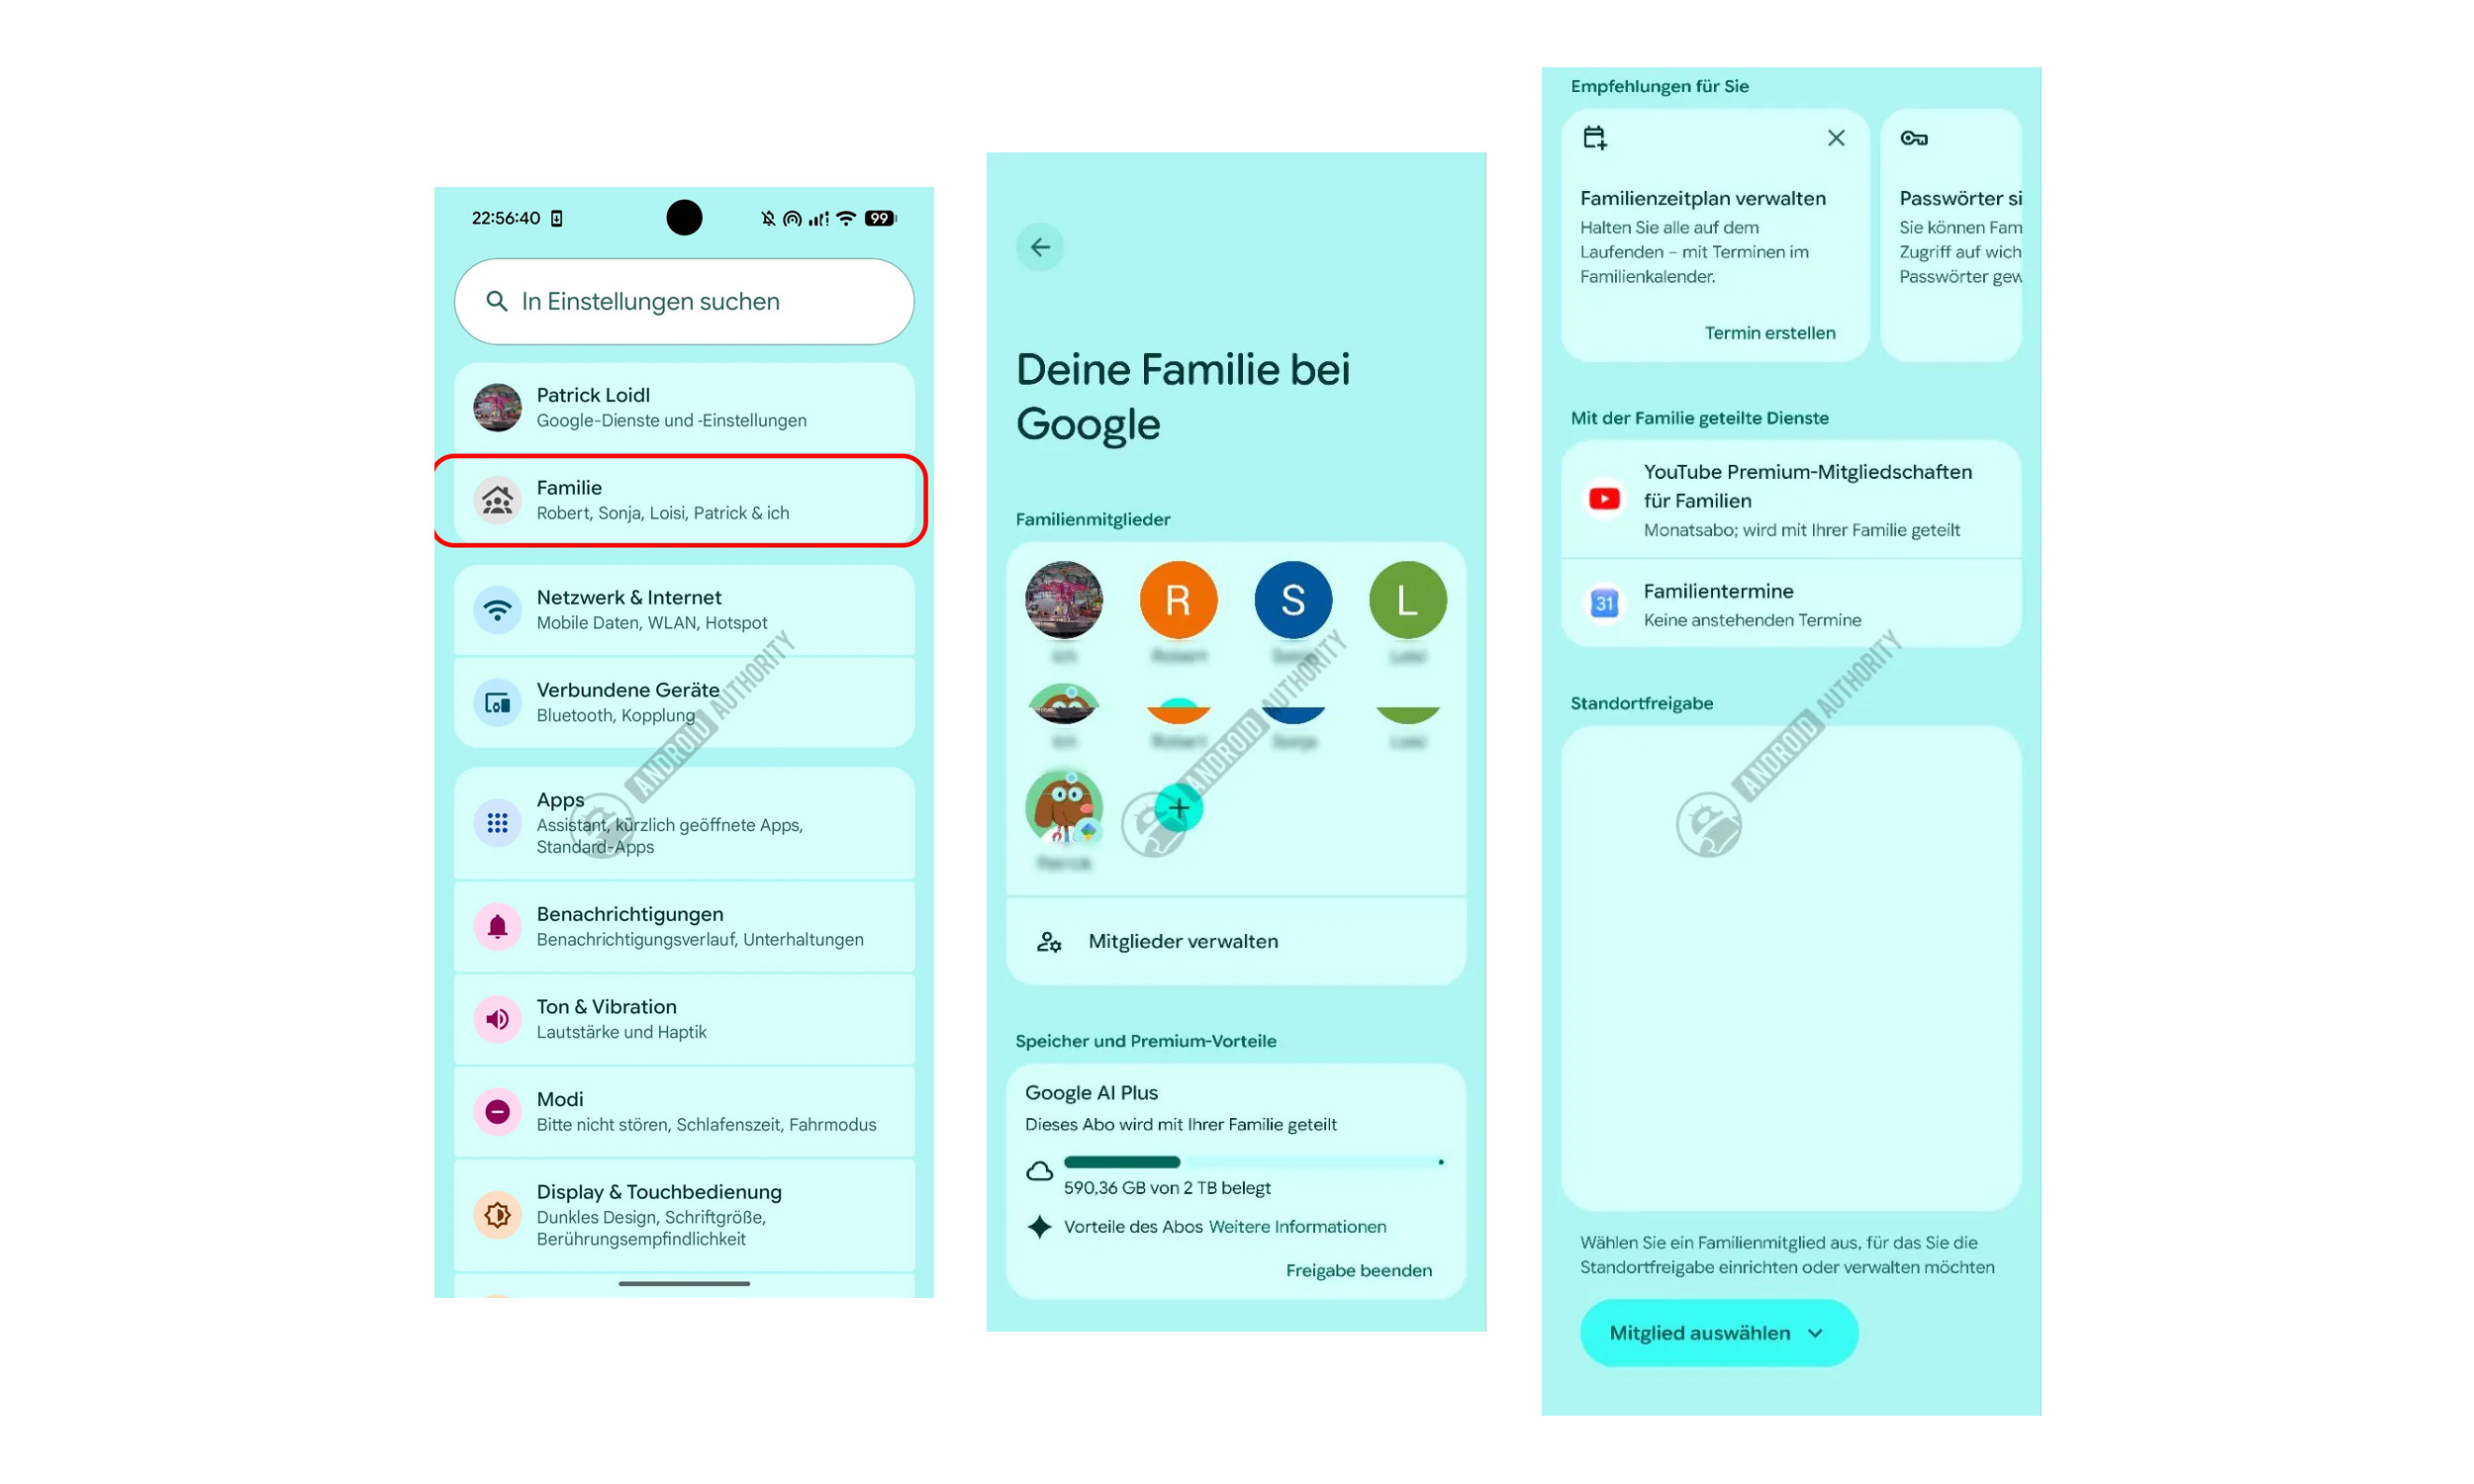 22:56:40
99
In Einstellungen suchen
Patrick Loidl
Google-Dienste und -Einstellungen
Familie
Robert, Sonja, Loisi, Patrick & ich
Netzwerk & Internet
Mobile Daten, WLAN, Hotspot
Verbundene Geräte
Bluetooth, Kopplung
Apps
Assistant, kürzlich geöffnete Apps,
Standard-Apps
Benachrichtigungen
Benachrichtigungsverlauf, Unterhaltungen
Ton & Vibration
Lautstärke und Haptik
Modi
Bitte nicht stören, Schlafenszeit, Fahrmodus
Display & Touchbedienung
Dunkles Design, Schriftgröße,
Berührungsempfindlichkeit
ANDROID AUTHORITY
Deine Familie bei
Google
Familienmitglieder
R
S
L
Mitglieder verwalten
Speicher und Premium-Vorteile
Google AI Plus
Dieses Abo wird mit Ihrer Familie geteilt
590,36 GB von 2 TB belegt
Vorteile des Abos Weitere Informationen
Freigabe beenden
ANDROID AUTHORITY
Empfehlungen für Sie
Familienzeitplan verwalten
Halten Sie alle auf dem
Laufenden – mit Terminen im
Familienkalender.
Termin erstellen
Passwörter si
Sie können Fam
Zugriff auf wich
Passwörter gew
Mit der Familie geteilte Dienste
YouTube Premium-Mitgliedschaften
für Familien
Monatsabo; wird mit Ihrer Familie geteilt
31
Familientermine
Keine anstehenden Termine
Standortfreigabe
ANDROID AUTHORITY
Wählen Sie ein Familienmitglied aus, für das Sie die
Standortfreigabe einrichten oder verwalten möchten
Mitglied auswählen